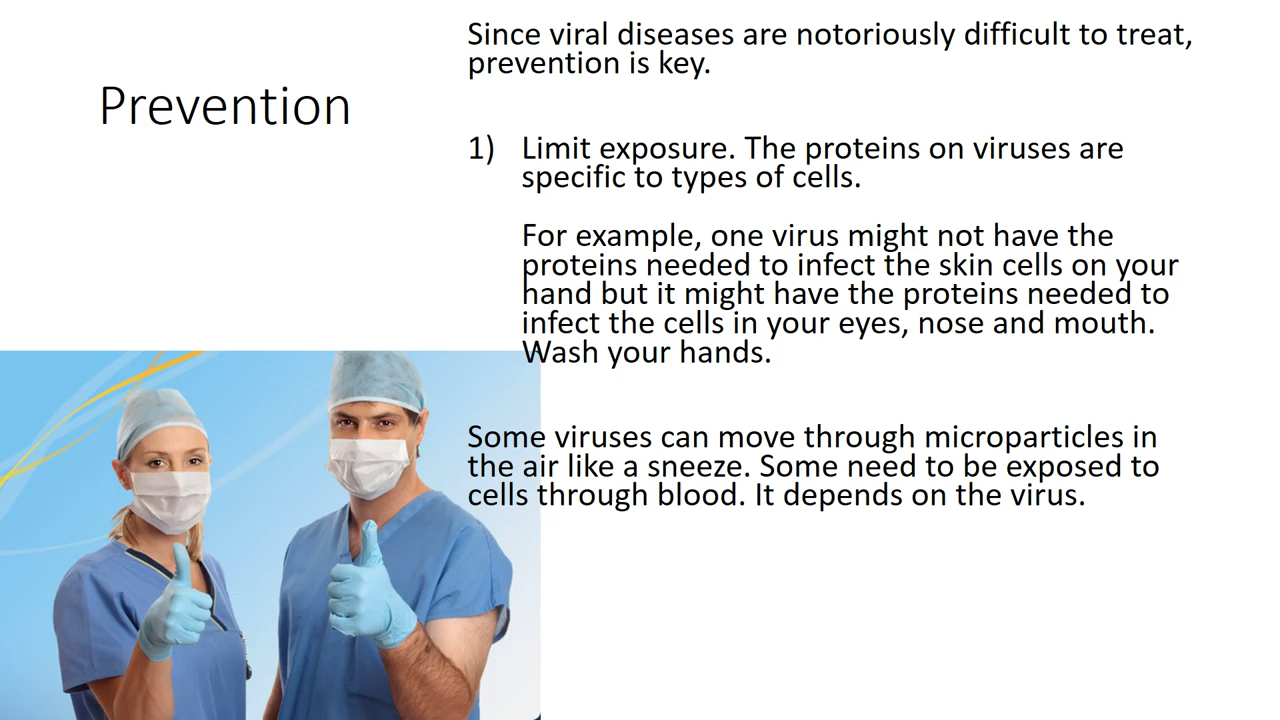 Prevention
Since viral diseases are notoriously difficult to treat,
prevention is key.
1) Limit exposure. The proteins on viruses are
specific to types of cells.
For example, one virus might not have the
proteins needed to infect the skin cells on your
hand but it might have the proteins needed to
infect the cells in your eyes, nose and mouth.
Wash your hands.
Some viruses can move through microparticles in
the air like a sneeze. Some need to be exposed to
cells through blood. It depends on the virus.